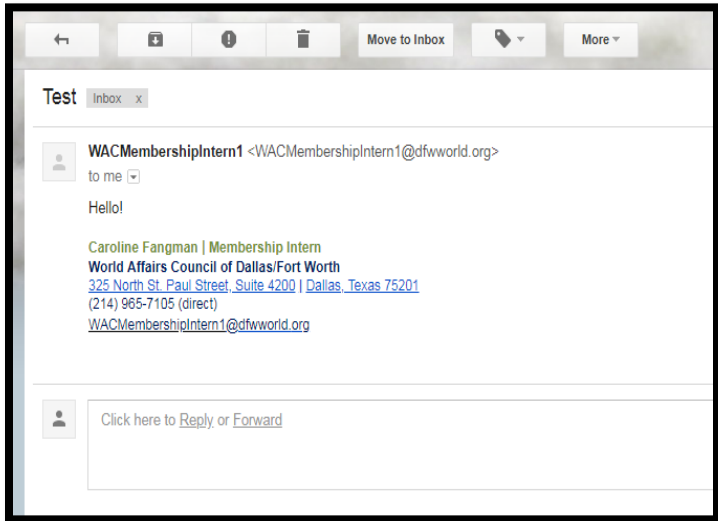 Move to Inbox More
Test Inbox x
WACMembershipIntern1 <WACMembershipIntern1@dfwworld.org>
to me
Hello!
Caroline Fangman | Membership Intern
World Affairs Council of Dallas/Fort Worth
325 North St. Paul Street, Suite 4200 | Dallas, Texas 75201
(214) 965-7105 (direct)
WACMembershipIntern1@dfwworld.org
Click here to Reply or Forward